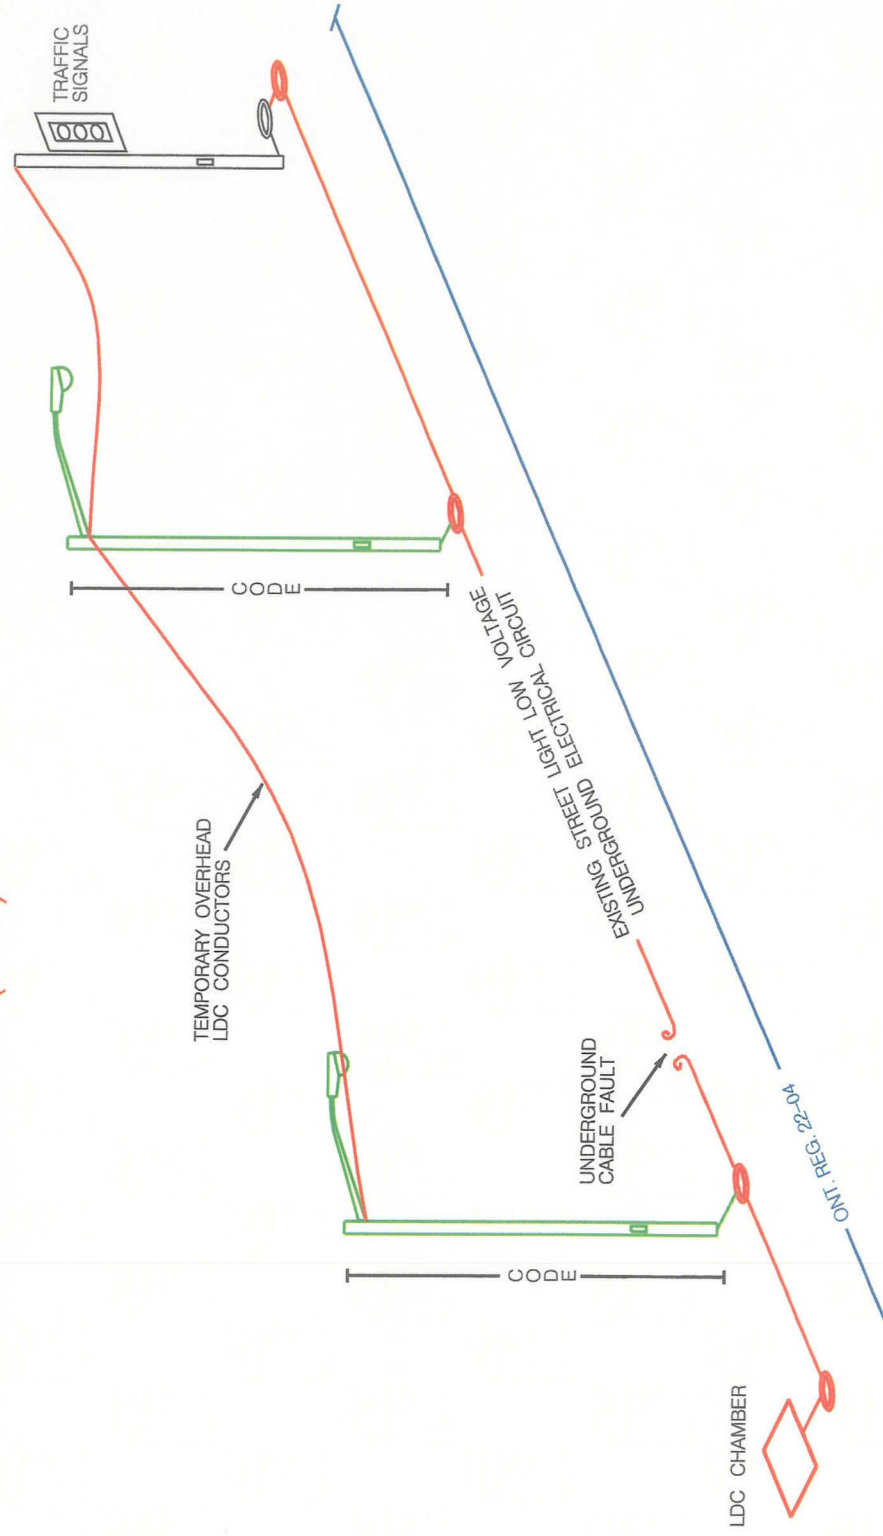 TRAFFIC
SIGNALS
CODE
TEMPORARY OVERHEAD
LDC CONDUCTORS
EXISTING STREET LIGHT LOW VOLTAGE
UNDERGROUND ELECTRICAL CIRCUIT
UNDERGROUND
CABLE FAULT
CODE
ONT. REG. 22-04
LDC CHAMBER